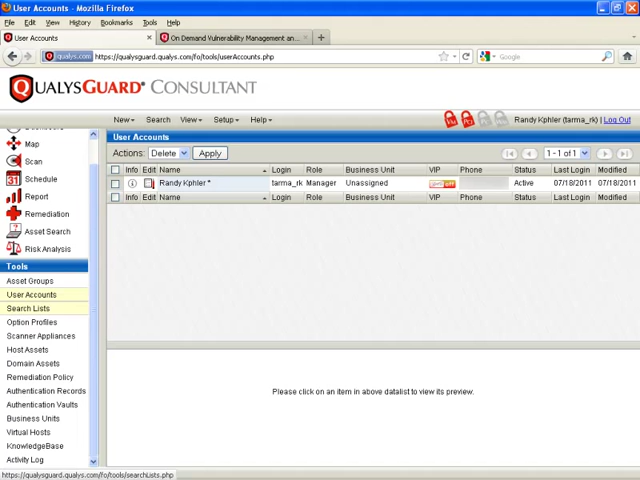 User Accounts - Mozilla Firefox
File Edit View History Bookmarks Tools Help
User Accounts
On Demand Vulnerability Management an...
qualys.com https://qualysguard.qualys.com/fo/tools/userAccounts.php
Google
QUALYSGUARD® CONSULTANT
New Search View Setup Help
Randy Kphler (tarma_rk) Log Out
Map
Scan
Schedule
Report
Remediation
Asset Search
Risk Analysis
Tools
Asset Groups
User Accounts
Search Lists
Option Profiles
Scanner Appliances
Host Assets
Domain Assets
Remediation Policy
Authentication Records
Authentication Vaults
Business Units
Virtual Hosts
KnowledgeBase
Activity Log
User Accounts
Actions: Delete Apply
1 - 1 of 1
Info Edit Name Login Role Business Unit VIP Phone Status Last Login Modified
Randy Kphler * tarma_rk Manager Unassigned off Active 07/18/2011 07/18/2011
Info Edit Name Login Role Business Unit VIP Phone Status Last Login Modified
Please click on an item in above datalist to view its preview.
https://qualysguard.qualys.com/fo/tools/searchLists.php